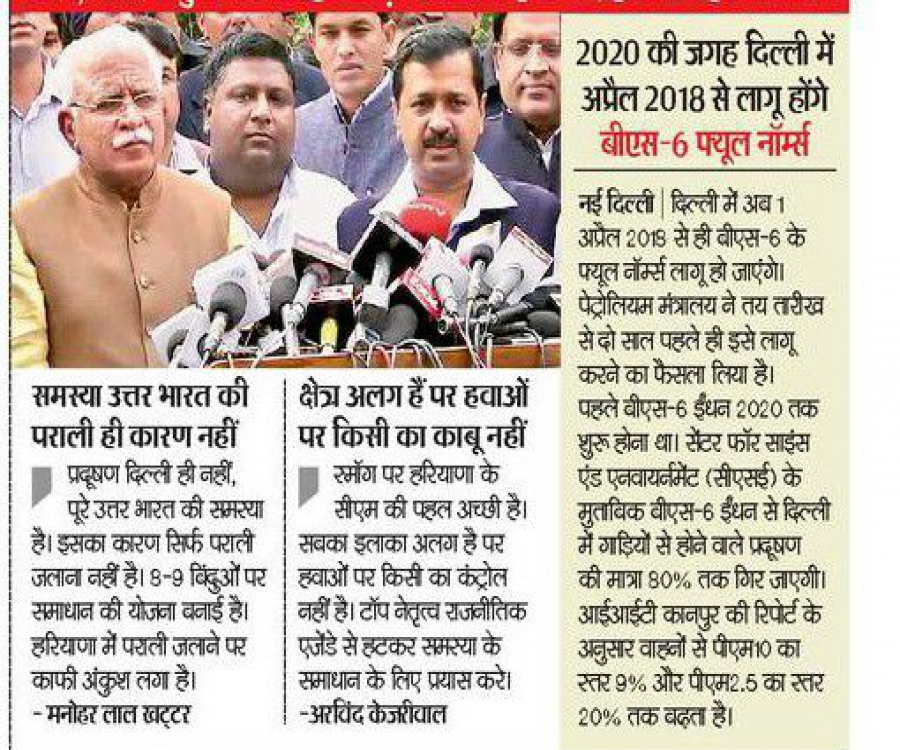 समस्या उत्तर भारत की
पराली ही कारण नहीं
प्रदूषण दिल्ली ही नहीं,
पूरे उत्तर भारत की समस्या
है। इसका कारण सिर्फ पराली
जलाना नहीं है। 8-9 बिंदुओं पर
समाधान की योजना बनाई है।
हरियाणा में पराली जलाने पर
काफी अंकुश लगा है।
- मनोहर लाल खट्टर
क्षेत्र अलग हैं पर हवाओं
पर किसी का काबू नहीं
स्मॉग पर हरियाणा के
सीएम की पहल अच्छी है।
सबका इलाका अलग है पर
हवाओं पर किसी का कंट्रोल
नहीं है। टॉप नेतृत्व राजनीतिक
एजेंडे से हटकर समस्या के
समाधान के लिए प्रयास करे।
-अरविंद केजरीवाल
2020 की जगह दिल्ली में
अप्रैल 2018 से लागू होंगे
बीएस-6 फ्यूल नॉर्म्स
नई दिल्ली | दिल्ली में अब 1
अप्रैल 2018 से ही बीएस-6 के
फ्यूल नॉर्म्स लागू हो जाएंगे।
पेट्रोलियम मंत्रालय ने तय तारीख
से दो साल पहले ही इसे लागू
करने का फैसला लिया है।
पहले बीएस-6 ईंधन 2020 तक
शुरू होना था। सेंटर फॉर साइंस
एंड एनवायर्नमेंट (सीएसई) के
मुताबिक बीएस-6 ईंधन से दिल्ली
में गाड़ियों से होने वाले प्रदूषण
की मात्रा 80% तक गिर जाएगी।
आईआईटी कानपुर की रिपोर्ट के
अनुसार वाहनों से पीएम10 का
स्तर 9% और पीएम2.5 का स्तर
20% तक बढ़ता है।